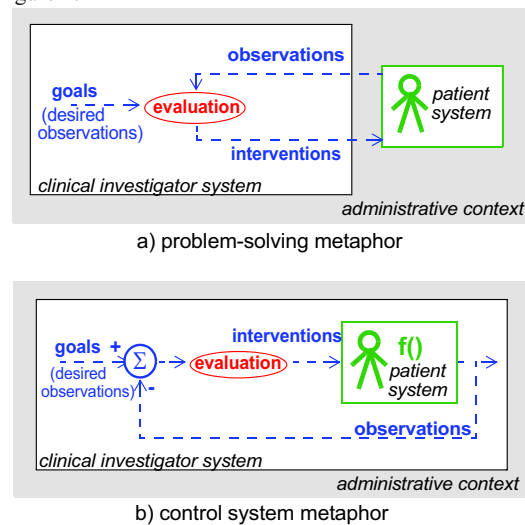 observations
goals
(desired
observations)
evaluation
patient
system
interventions
clinical investigator system
administrative context
a) problem-solving metaphor
interventions
goals +
(desired
observations)
Σ
-
evaluation
f()
patient
system
observations
clinical investigator system
administrative context
b) control system metaphor